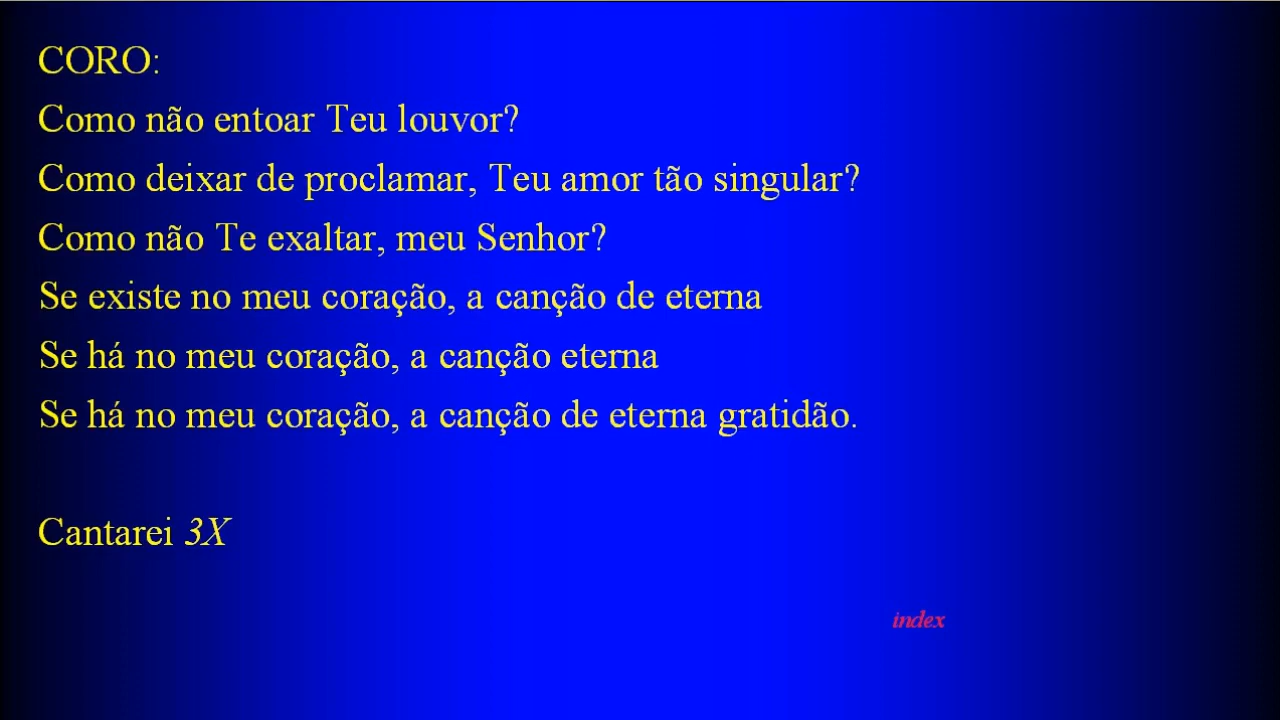 CORO:
Como não entoar Teu louvor?
Como deixar de proclamar, Teu amor tão singular?
Como não Te exaltar, meu Senhor?
Se existe no meu coração, a canção de eterna
Se há no meu coração, a canção eterna
Se há no meu coração, a canção de eterna gratidão.
Cantarei 3X
index